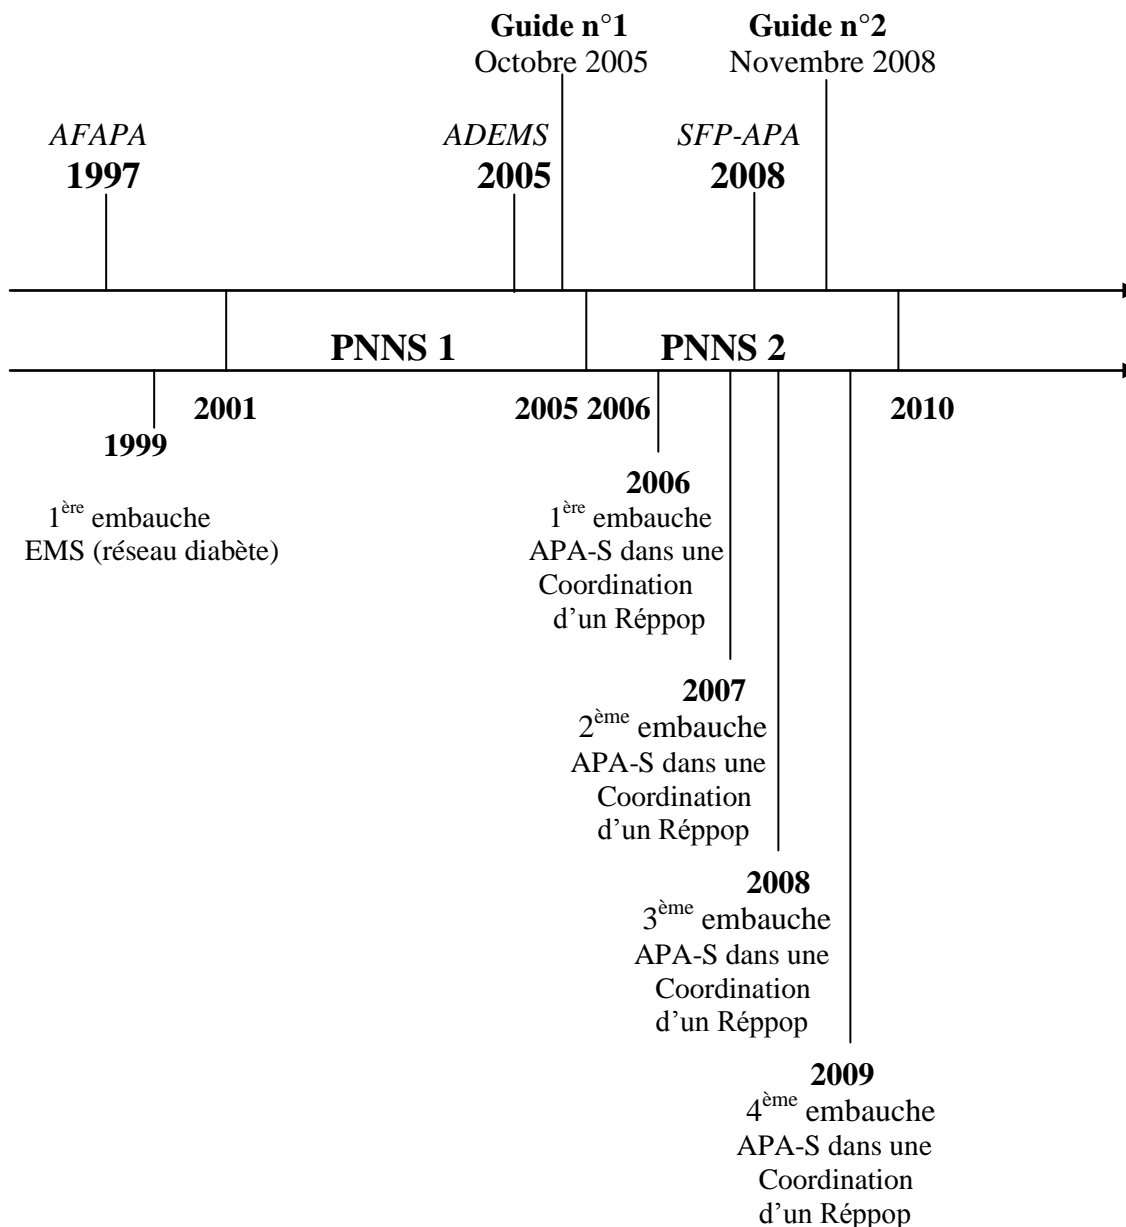 Guide n°1
Octobre 2005
Guide n°2
Novembre 2008
AFAPA
1997
ADEMS
2005
SFP-APA
2008
PNNS 1
PNNS 2
2001
2005 2006
2010
1999
1ère embauche
EMS (réseau diabète)
2006
1ère embauche
APA-S dans une
Coordination
d’un Réppop
2007
2ème embauche
APA-S dans une
Coordination
d’un Réppop
2008
3ème embauche
APA-S dans une
Coordination
d’un Réppop
2009
4ème embauche
APA-S dans une
Coordination
d’un Réppop